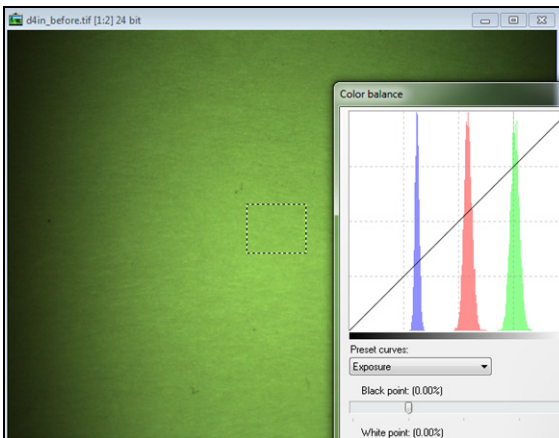 d4in_before.tif [1:2] 24 bit
Color balance
Preset curves:
Exposure
Black point: (0.00%)
White point: (0.00%)